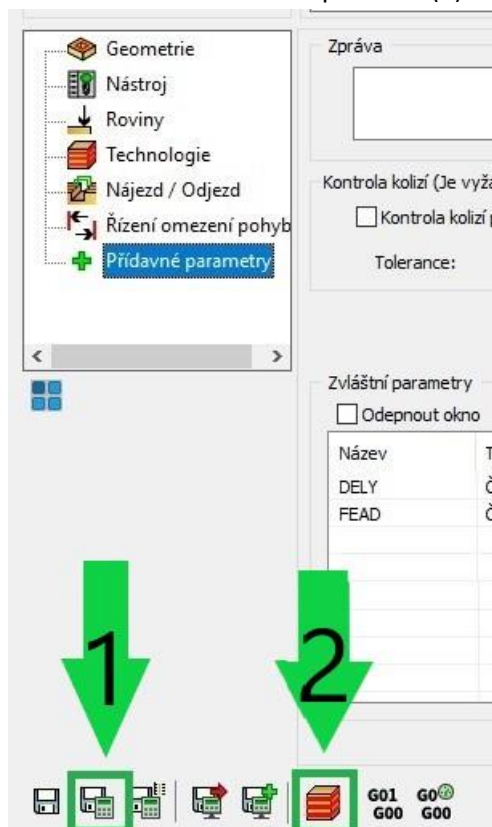 Geometrie
Nástroj
Roviny
Technologie
Nájezd / Odjezd
Řízení omezení pohyb
Přídavné parametry
Zpráva
Kontrola kolizí (Je vyža
Kontrola kolizí p
Tolerance:
Zvláštní parametry
Odepnout okno
Název
DELY
FEAD
1
2
G01 G0
G00 G00